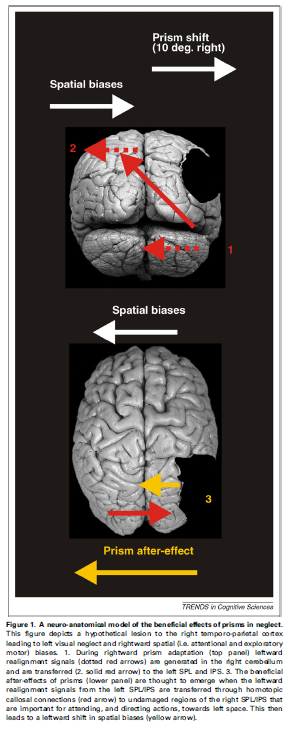 Prism shift
(10 deg. right)
Spatial biases
2
1
Spatial biases
3
Prism after-effect
TRENDS in Cognitive Sciences
Figure 1. A neuro-anatomical model of the beneficial effects of prisms in neglect.
This figure depicts a hypothetical lesion to the right temporo-parietal cortex
leading to left visual neglect and rightward spatial (i.e. attentional and exploratory
motor) biases. 1. During rightward prism adaptation (top panel) leftward
realignment signals (dotted red arrows) are generated in the right cerebellum
and are transferred (2. solid red arrow) to the left SPL and IPS. 3. The beneficial
after-effects of prisms (lower panel) are thought to emerge when the leftward
realignment signals from the left SPL/IPS are transferred through homotopic
callosal connections (red arrow) to undamaged regions of the right SPL/IPS that
are important for attending, and directing actions, towards left space. This then
leads to a leftward shift in spatial biases (yellow arrow).